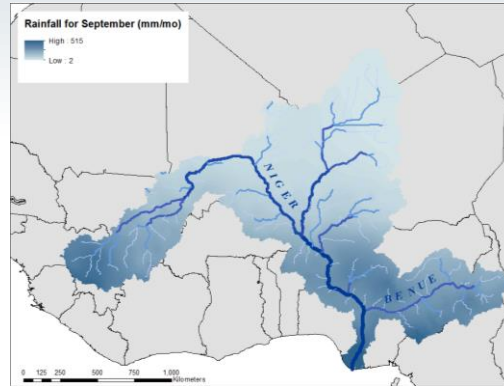 Rainfall for September (mm/mo)
High : 515
Low : 2
NIGER
BENUE
0 125 250 500 750 1,000
Kilometers